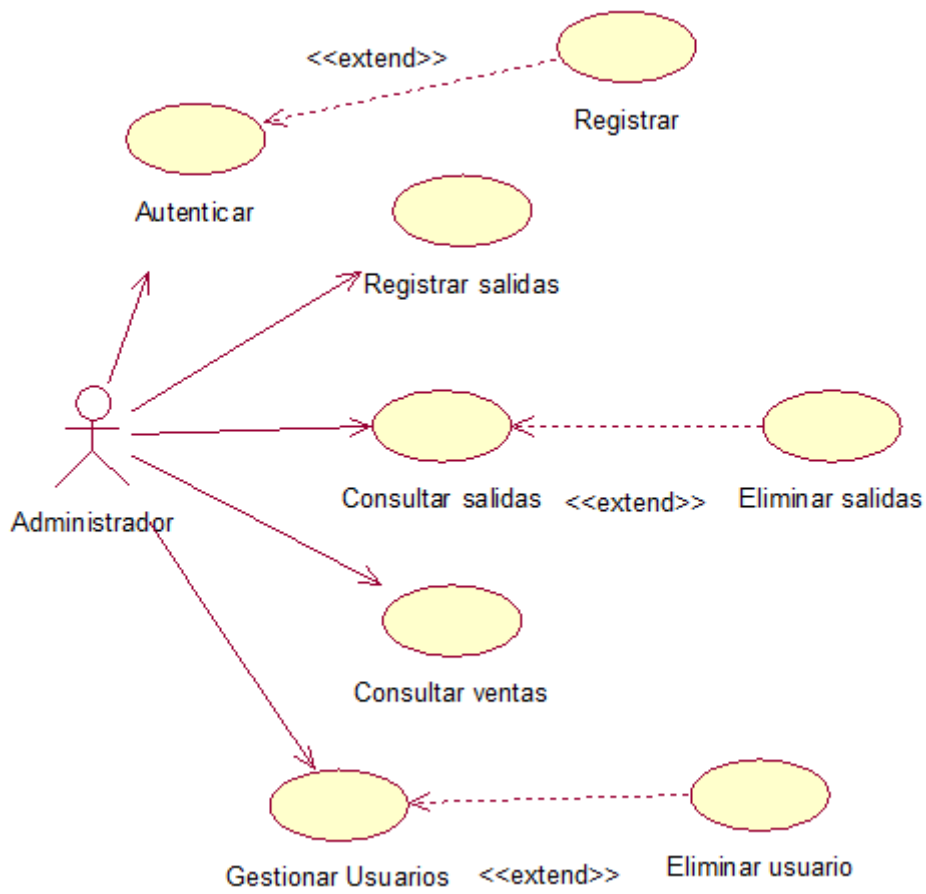 <<extend>>
Registrar
Autenticar
Registrar salidas
Administrador
Consultar salidas
<<extend>>
Eliminar salidas
Consultar ventas
Gestionar Usuarios
<<extend>>
Eliminar usuario